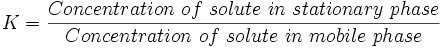 K = Concentration of solute in stationary phase
Concentration of solute in mobile phase